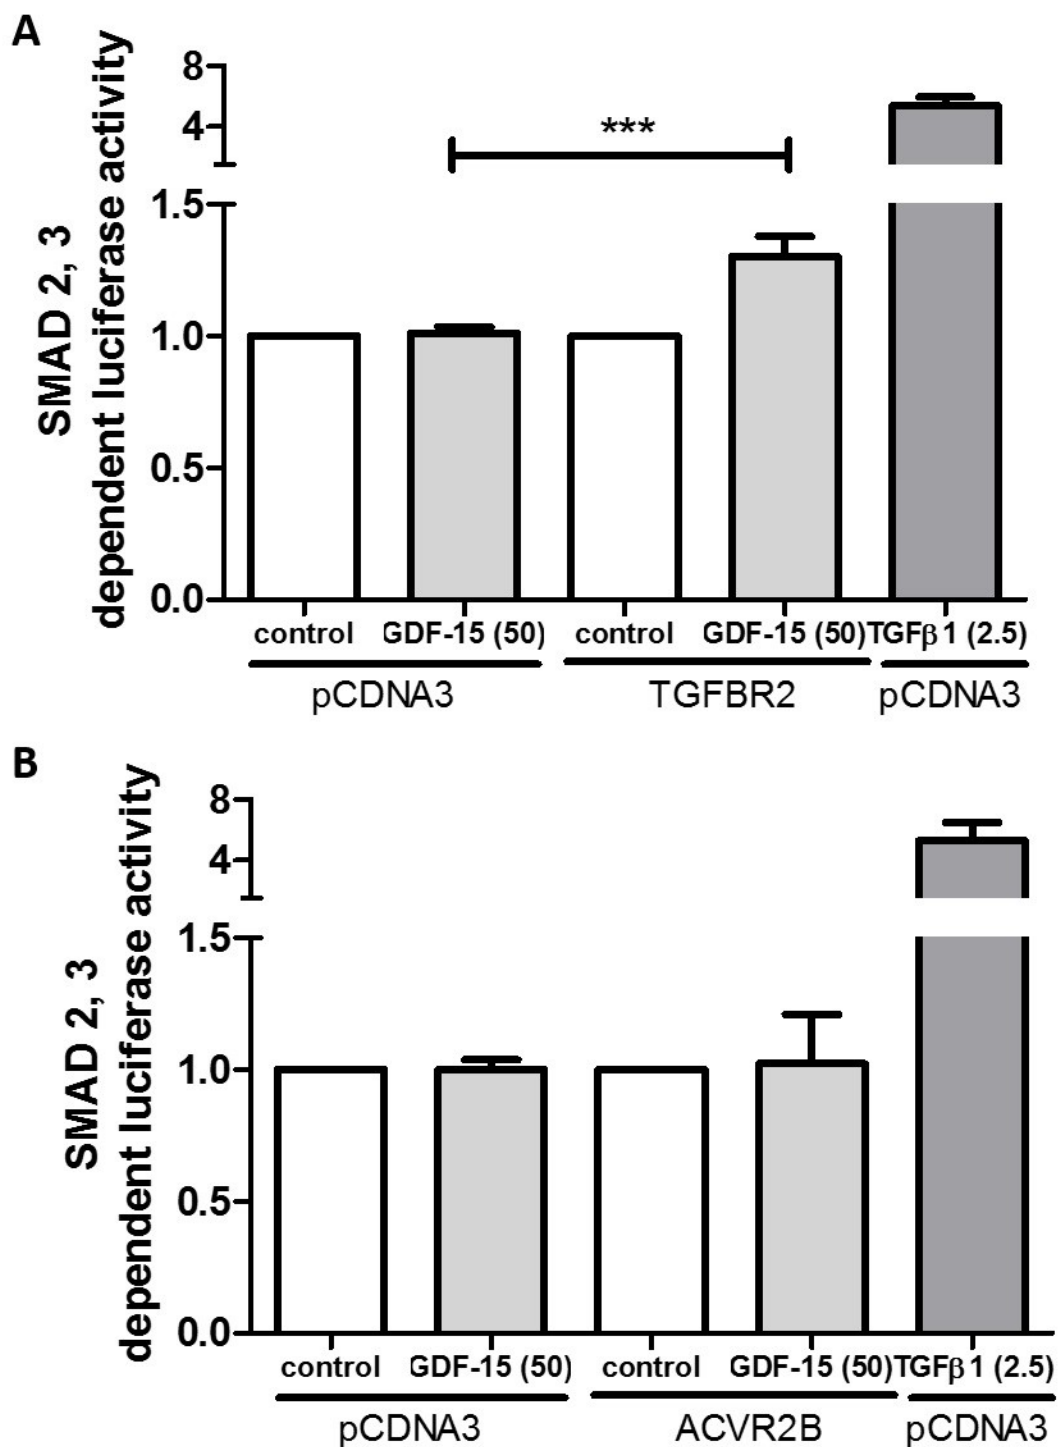 A
SMAD 2, 3
dependent luciferase activity
8
4
1.5
1.0
0.5
0.0
***
control GDF-15 (50) control GDF-15 (50) TGFβ1 (2.5)
pCDNA3 TGFBR2 pCDNA3
B
SMAD 2, 3
dependent luciferase activity
8
4
1.5
1.0
0.5
0.0
control GDF-15 (50) control GDF-15 (50) TGFβ1 (2.5)
pCDNA3 ACVR2B pCDNA3